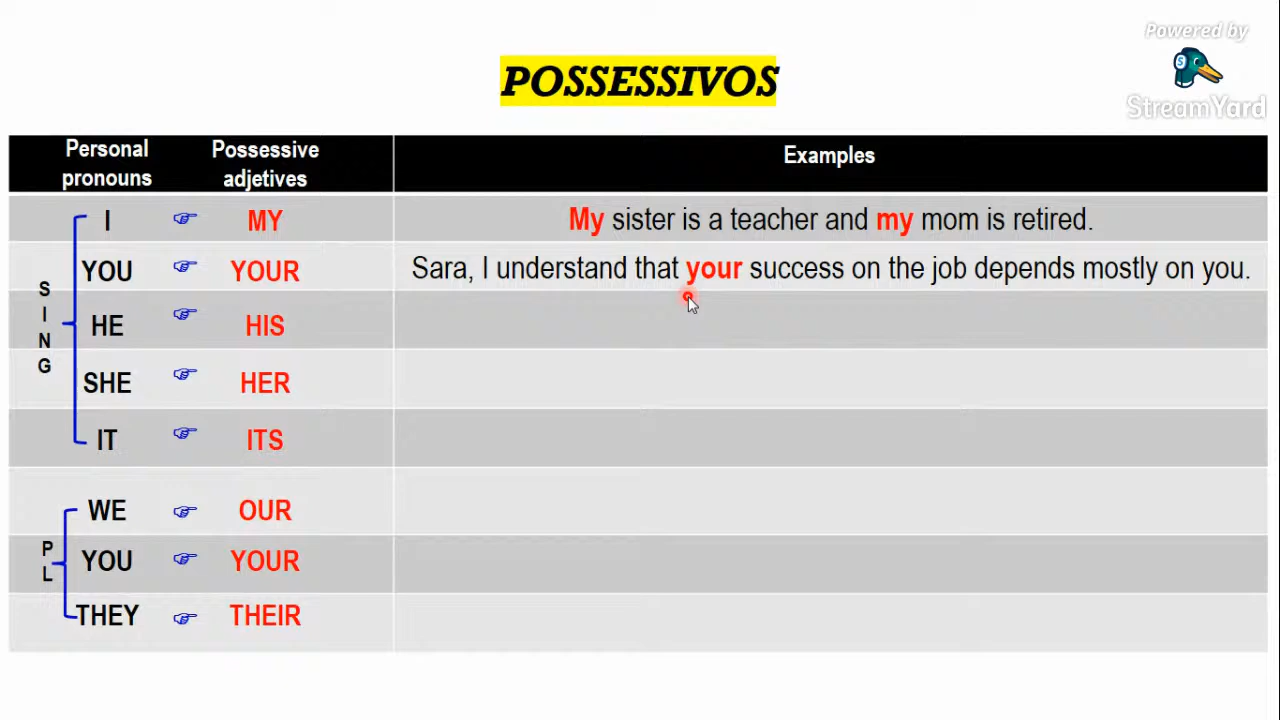 Powered by
StreamYard
POSSESSIVOS
Personal pronouns Possessive adjetives Examples
SING
I MY My sister is a teacher and my mom is retired.
YOU YOUR Sara, I understand that your success on the job depends mostly on you.
HE HIS
SHE HER
IT ITS
PL
WE OUR
YOU YOUR
THEY THEIR